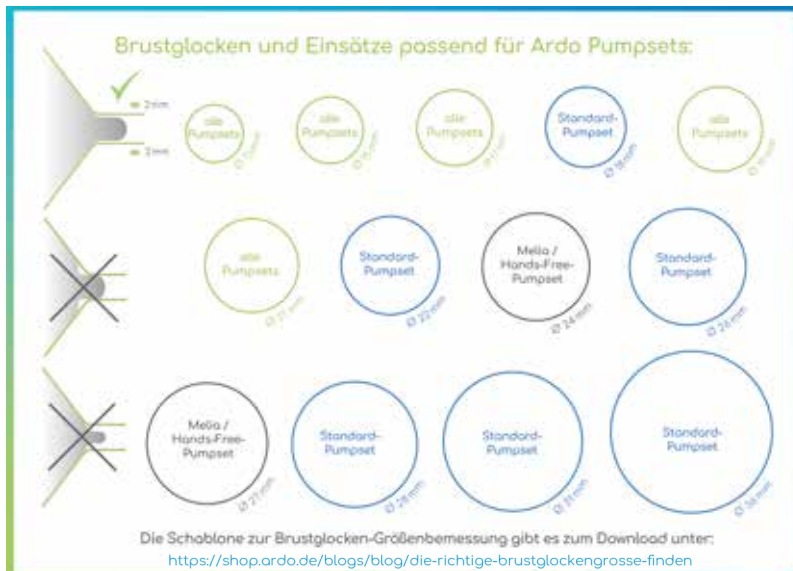 Brustglocken und Einsätze passend für Ardo Pumpsets:
2 mm
2 mm
alle
Pumpsets
alle
Pumpsets
Ø 15 mm
alle
Pumpsets
Standard-
Pumpset
Ø 18 mm
alle
Pumpsets
alle
Pumpsets
Ø 21 mm
Standard-
Pumpset
Ø 22 mm
Melia /
Hands-Free-
Pumpset
Ø 24 mm
Standard-
Pumpset
Ø 26 mm
Melia /
Hands-Free-
Pumpset
Ø 27 mm
Standard-
Pumpset
Ø 28 mm
Standard-
Pumpset
Ø 31 mm
Standard-
Pumpset
Ø 36 mm
Die Schablone zur Brustglocken-Größenbemessung gibt es zum Download unter:
https://shop.ardo.de/blogs/blog/die-richtige-brustglockengrosse-finden